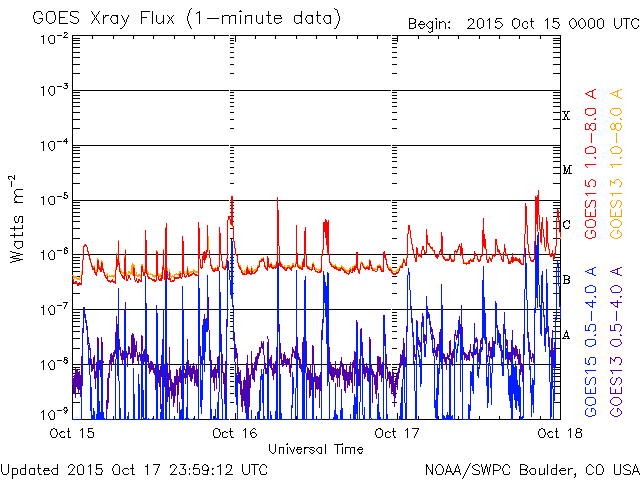 GOES Xray Flux (1-minute data)
Begin: 2015 Oct 15 0000 UTC
10⁻²
10⁻³
10⁻⁴
10⁻⁵
10⁻⁶
10⁻⁷
10⁻⁸
10⁻⁹
Watts m⁻²
X
M
C
B
A
GOES15 1.0-8.0 A
GOES13 1.0-8.0 A
GOES15 0.5-4.0 A
GOES13 0.5-4.0 A
Oct 15 Oct 16 Oct 17 Oct 18
Universal Time
Updated 2015 Oct 17 23:59:12 UTC
NOAA/SWPC Boulder, CO USA